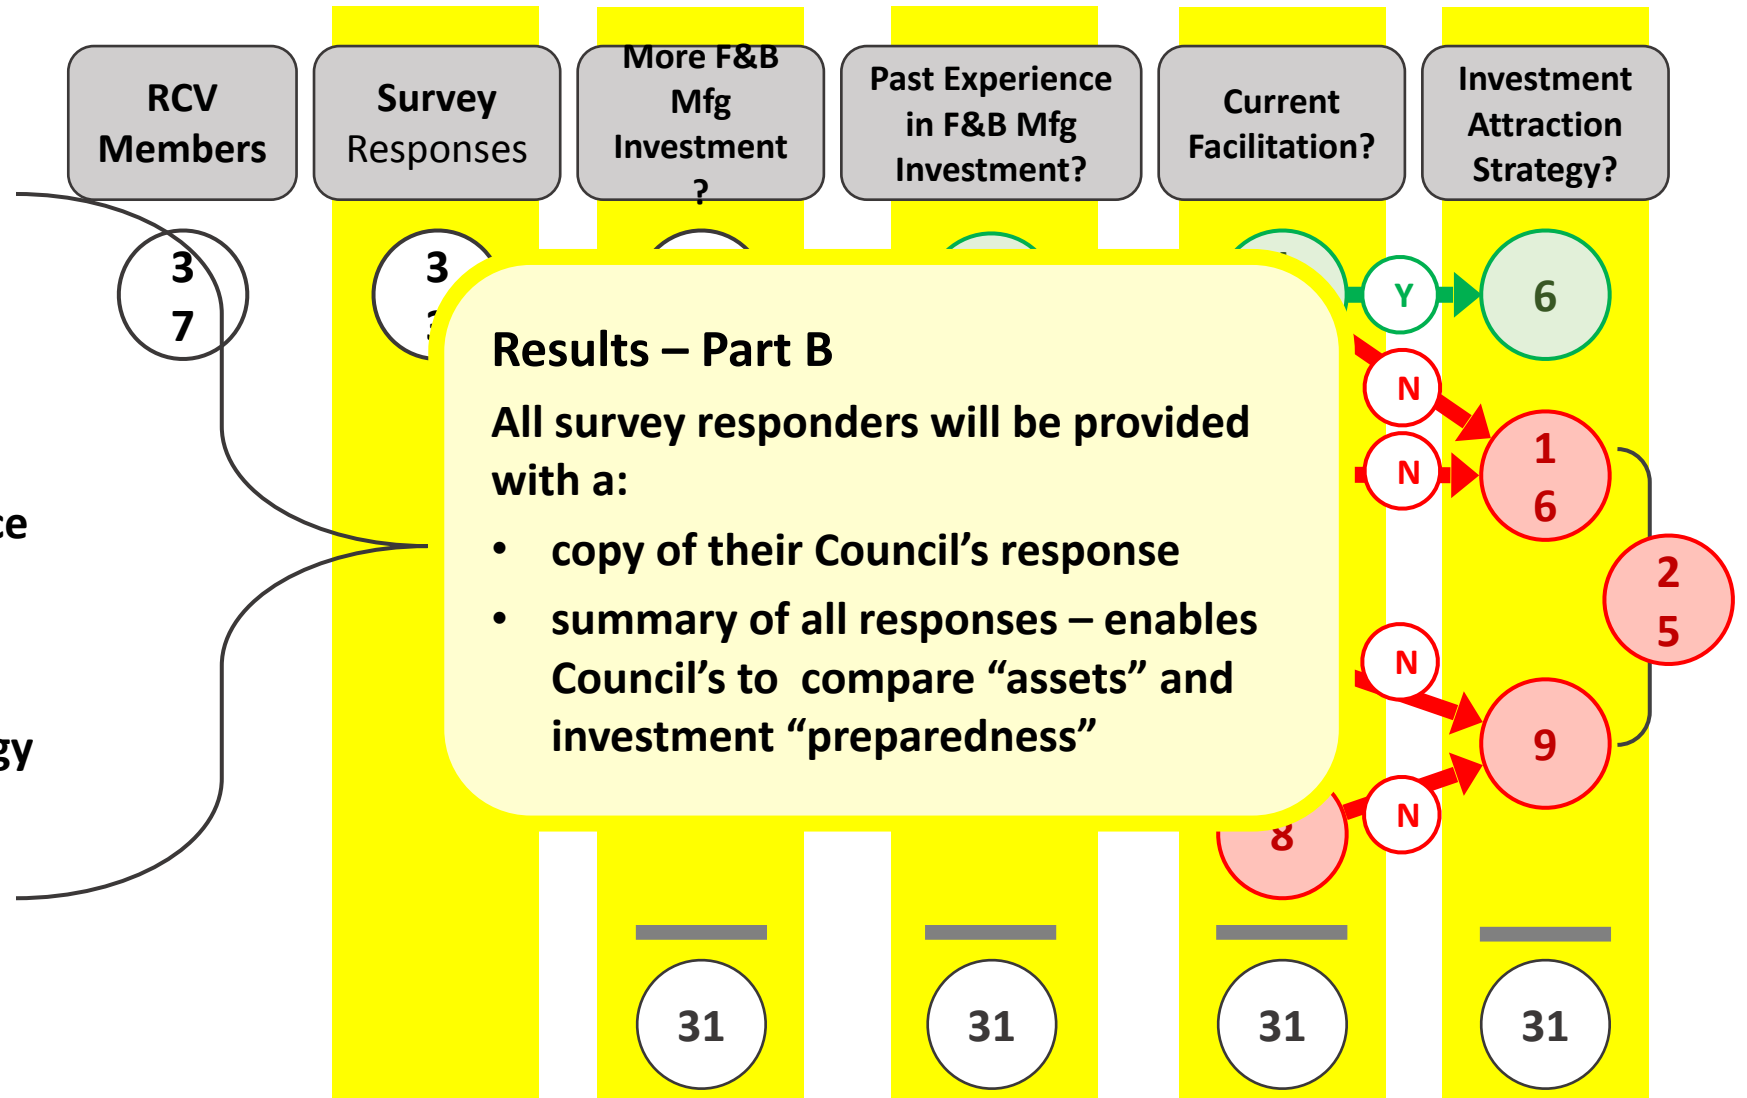 RCV
Members
Survey
Responses
More F&B
Mfg
Investment
?
Past Experience
in F&B Mfg
Investment?
Current
Facilitation?
Investment
Attraction
Strategy?
3
7
3
Y
6
N
N
1
6
2
5
N
9
N
8
ce
gy
Results – Part B
All survey responders will be provided
with a:
• copy of their Council’s response
• summary of all responses – enables
Council’s to  compare “assets” and
investment “preparedness”
31
31
31
31